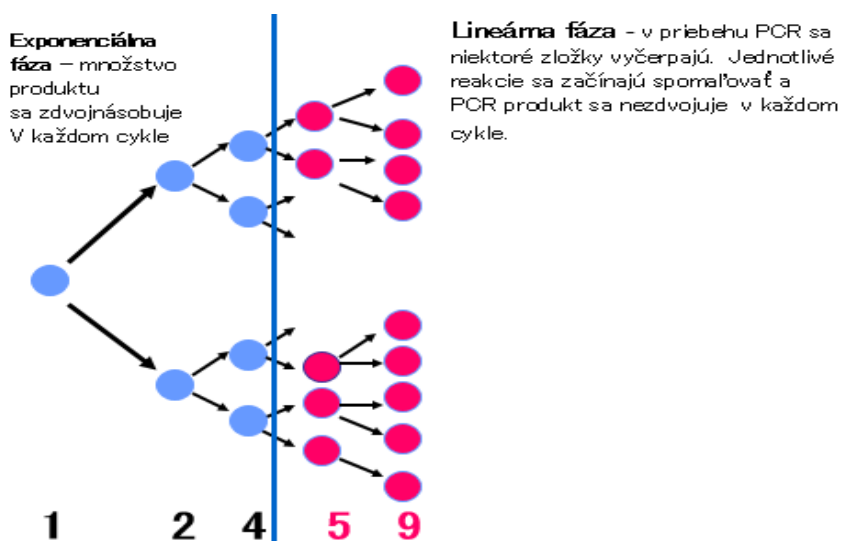 Exponenciálna
fáza – množstvo
produktu
sa zdvojnásobuje
V každom cykle
Lineárna fáza - v priebehu PCR sa
niektoré zložky vyčerpajú. Jednotlivé
reakcie sa začínajú spomaľovať a
PCR produkt sa nezdvojuje v každom
cykle.
1 2 4 5 9